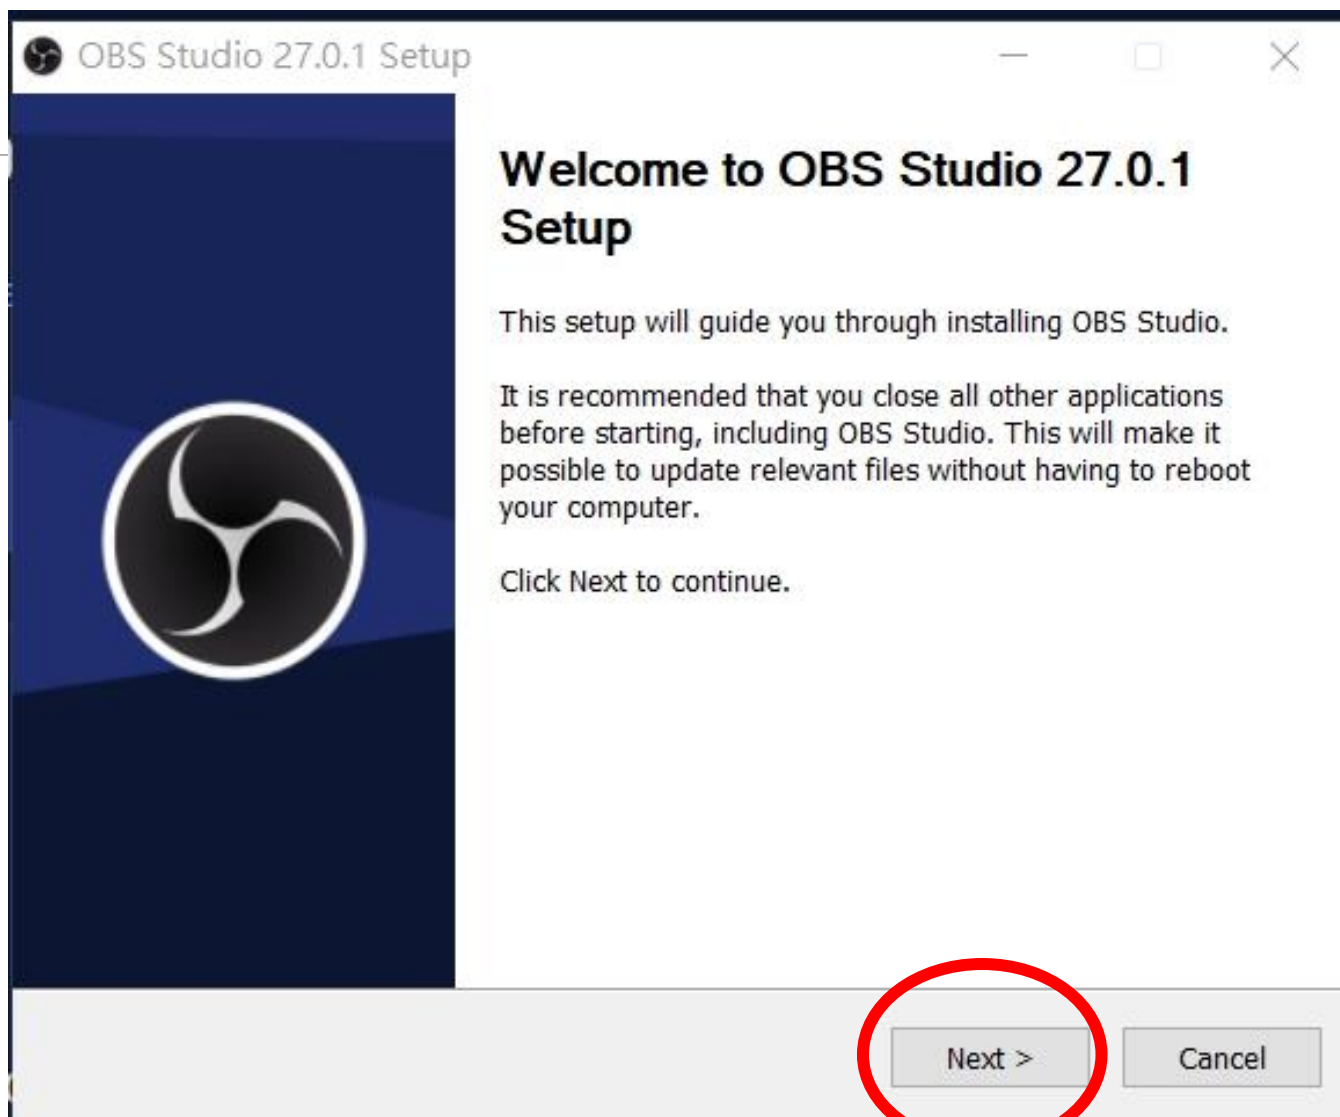 OBS Studio 27.0.1 Setup
Welcome to OBS Studio 27.0.1
Setup
This setup will guide you through installing OBS Studio.
It is recommended that you close all other applications
before starting, including OBS Studio. This will make it
possible to update relevant files without having to reboot
your computer.
Click Next to continue.
Next >
Cancel